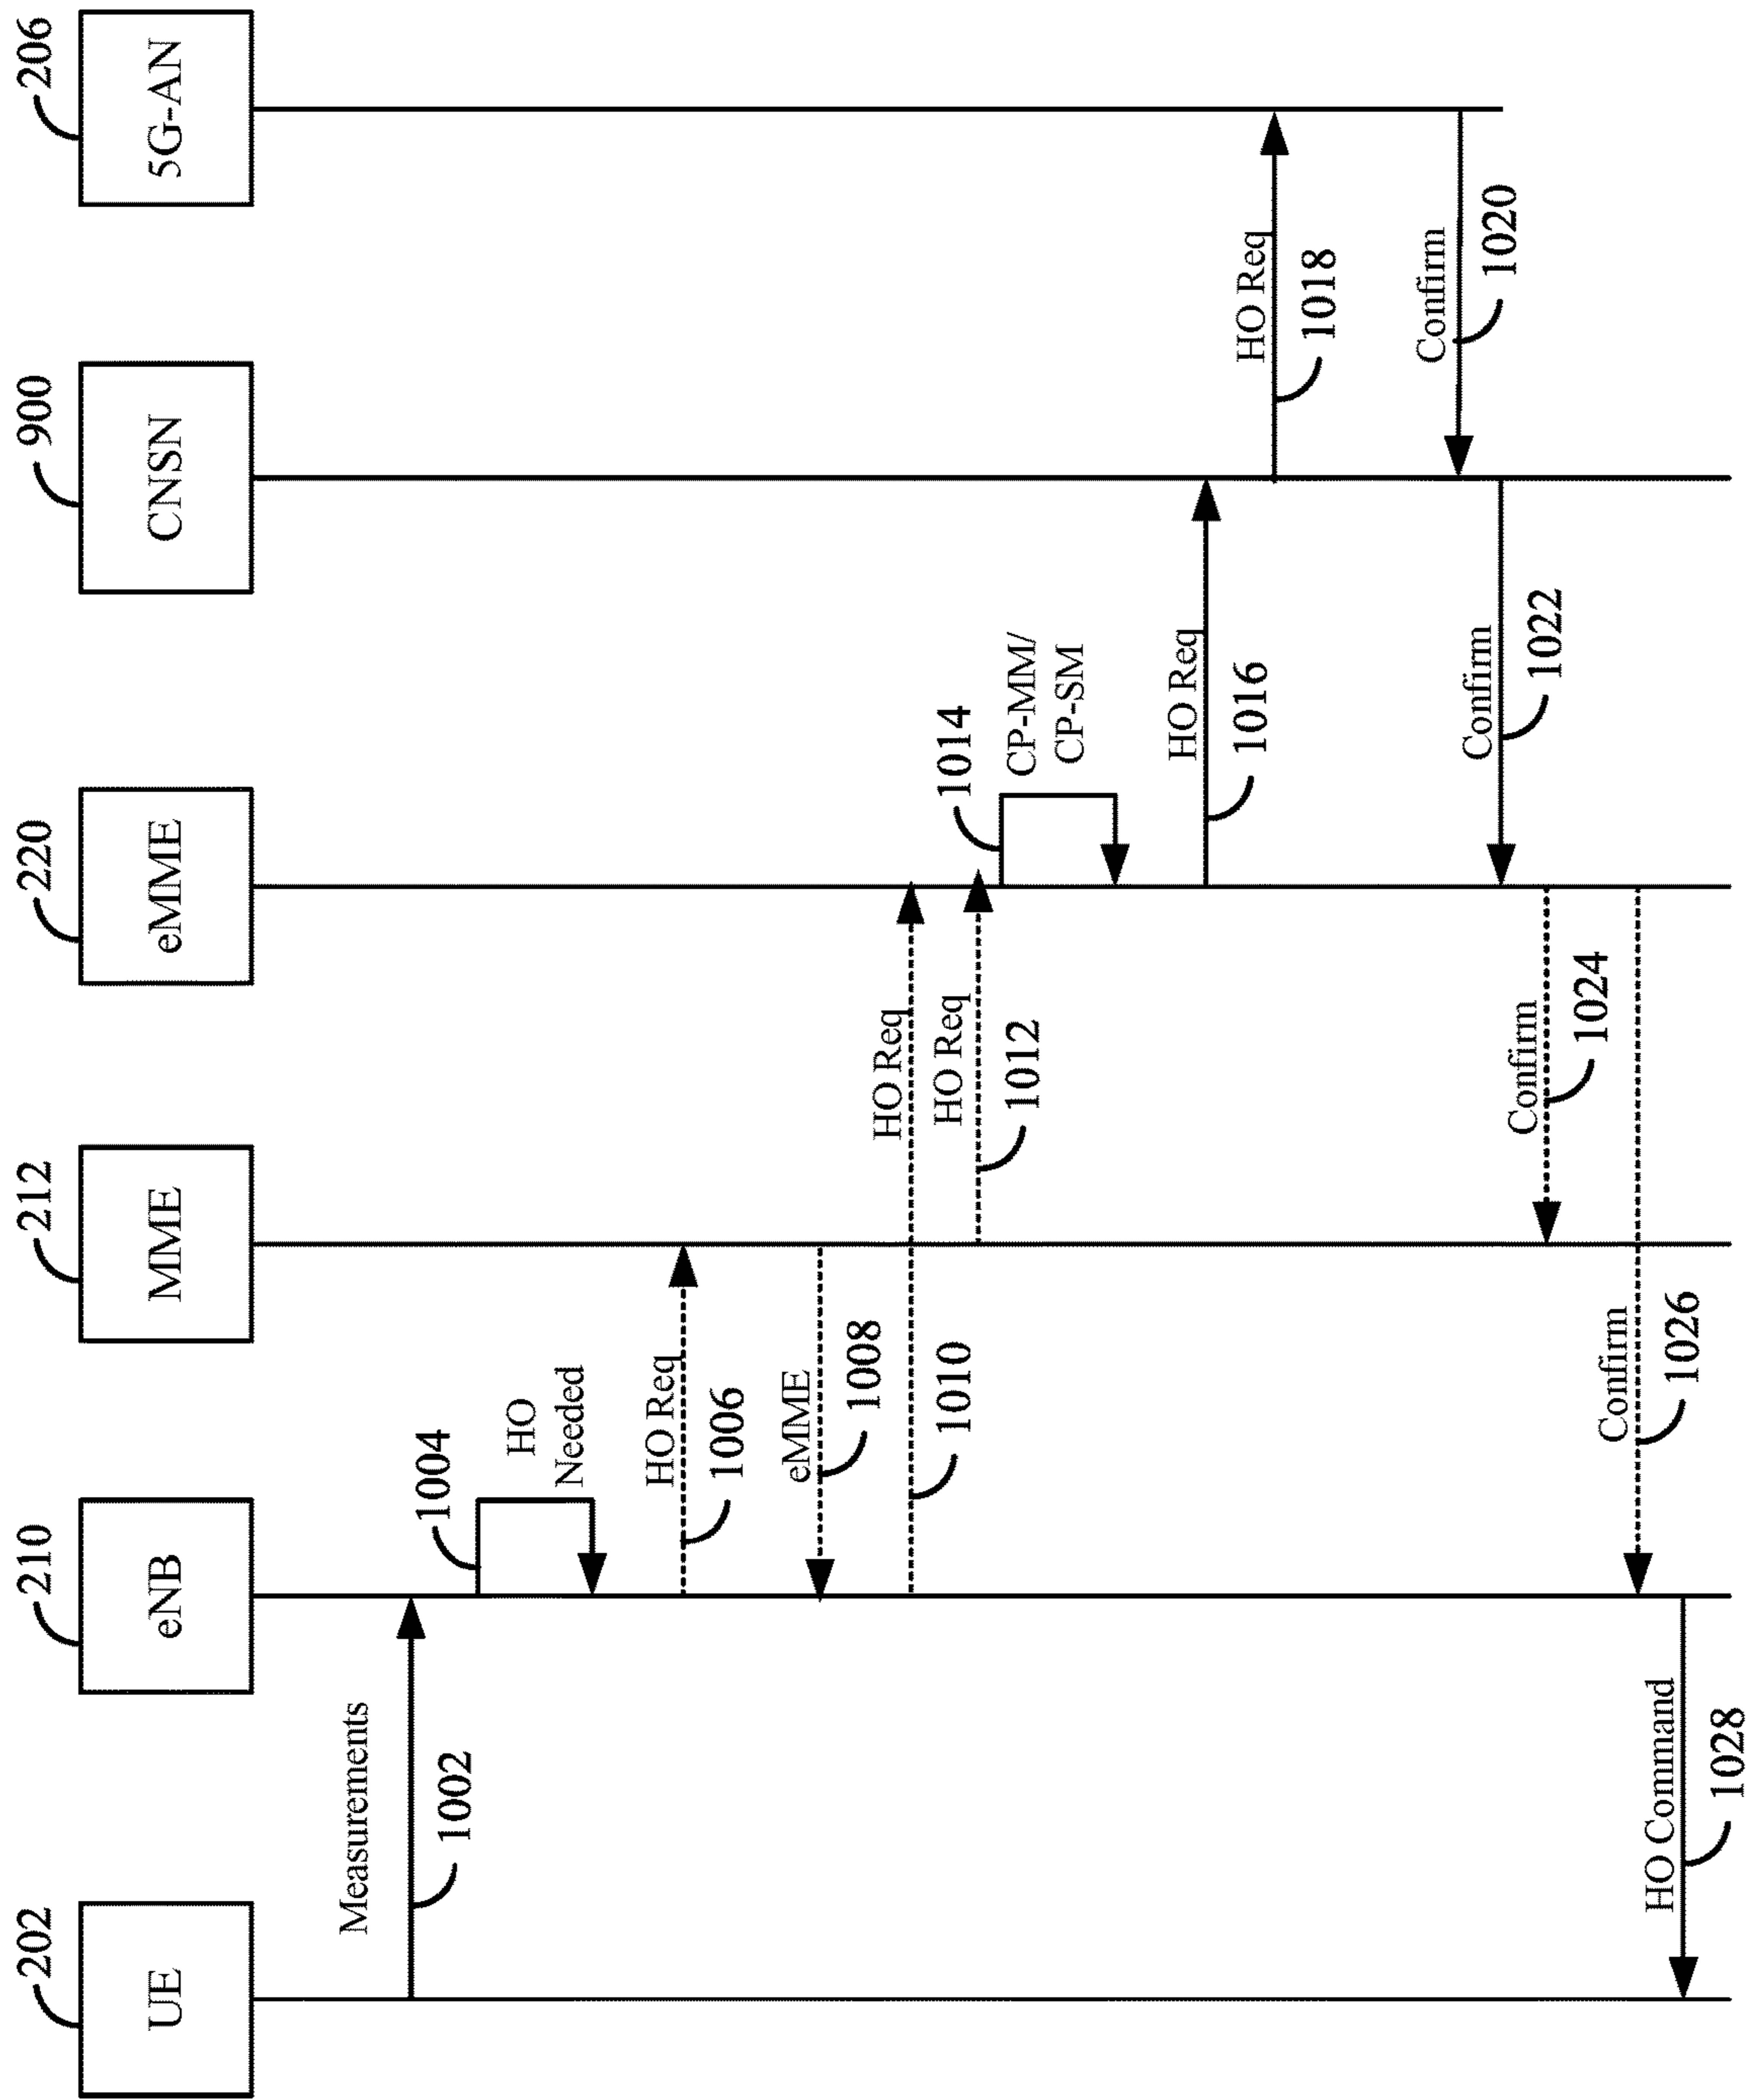 202
210
212
220
900
206
UE
eNB
MME
eMME
CNSN
5G-AN
Measurements
1002
1004
HO
Needed
HO Req
1006
eMME
1008
HO Req
1010
HO Req
1012
1014
CP-MM/
CP-SM
HO Req
1016
HO Req
1018
Confirm
1020
Confirm
1022
Confirm
1024
Confirm
1026
HO Command
1028